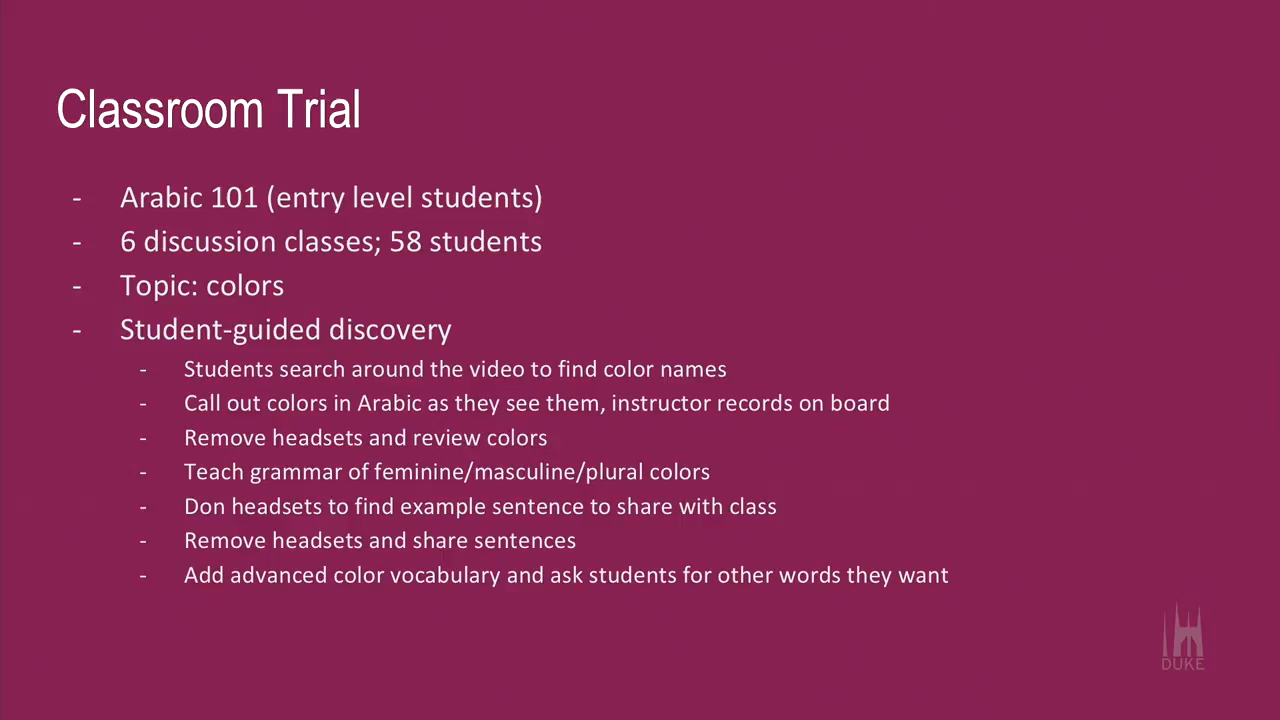 Classroom Trial
- Arabic 101 (entry level students)
- 6 discussion classes; 58 students
- Topic: colors
- Student-guided discovery
- Students search around the video to find color names
- Call out colors in Arabic as they see them, instructor records on board
- Remove headsets and review colors
- Teach grammar of feminine/masculine/plural colors
- Don headsets to find example sentence to share with class
- Remove headsets and share sentences
- Add advanced color vocabulary and ask students for other words they want
DUKE